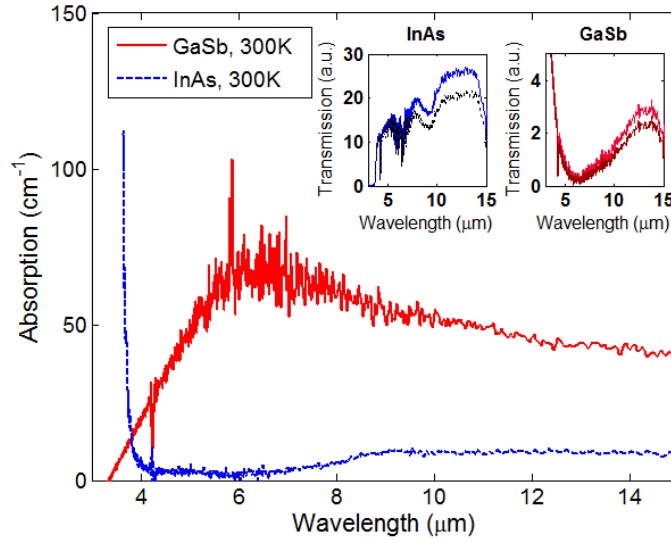 GaSb, 300K
InAs, 300K
InAs
Transmission (a.u.)
30
20
10
0
5
10
15
Wavelength (μm)
GaSb
Transmission (a.u.)
4
2
0
5
10
15
Wavelength (μm)
Absorption (cm⁻¹)
150
100
50
0
4
6
8
10
12
14
Wavelength (μm)